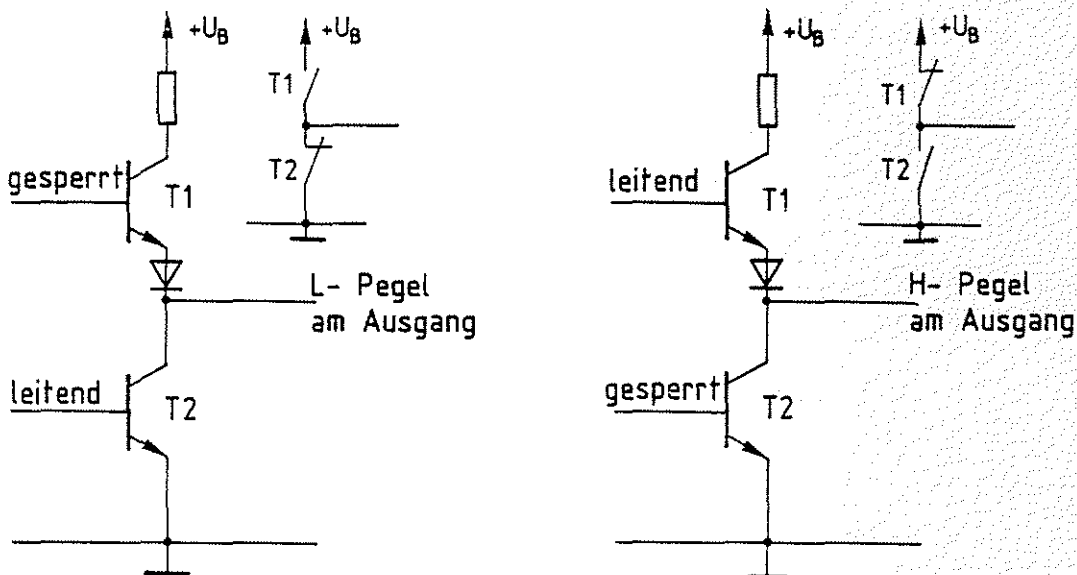 +U_B
+U_B
T1
T2
gesperrt
T1
L- Pegel
am Ausgang
leitend
T2
+U_B
+U_B
T1
T2
leitend
T1
H- Pegel
am Ausgang
gesperrt
T2